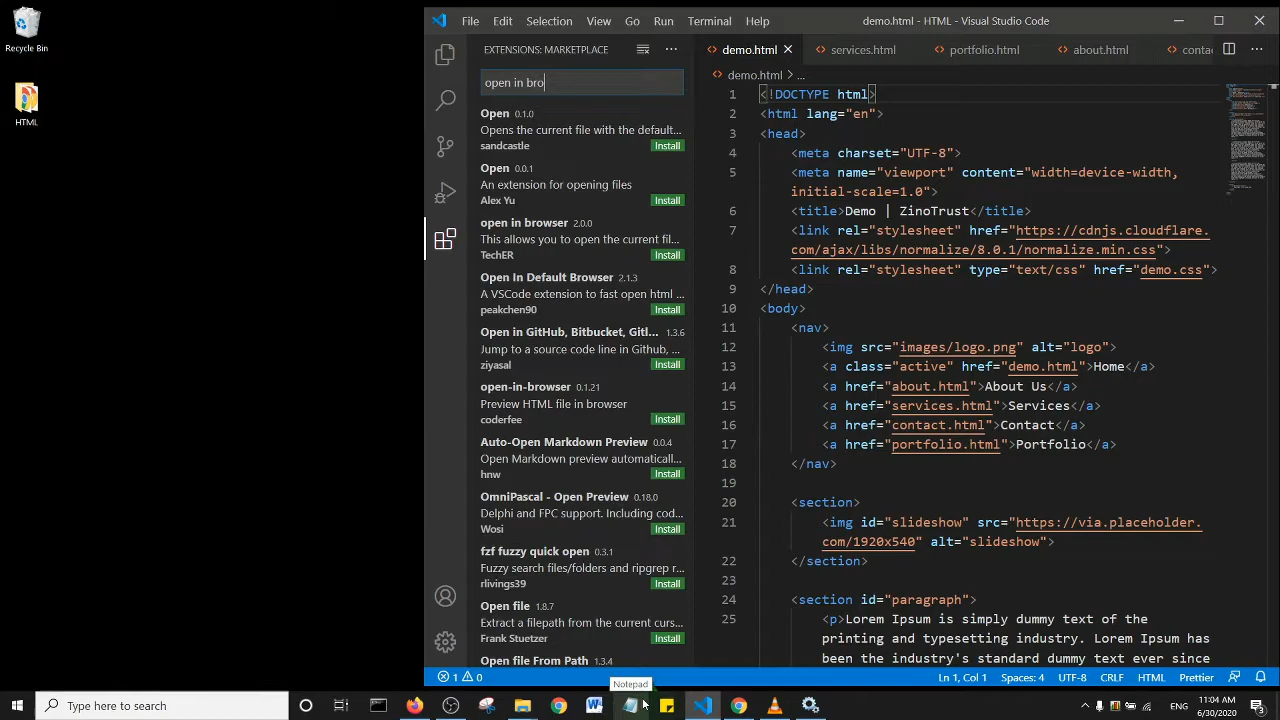 Recycle Bin
HTML
File Edit Selection View Go Run Terminal Help
demo.html - HTML - Visual Studio Code
EXTENSIONS: MARKETPLACE
open in bro
Open 0.1.0
Opens the current file with the default...
sandcastle Install
Open 0.0.1
An extension for opening files
Alex Yu Install
open in browser 2.0.0
This allows you to open the current fil...
TechER Install
Open In Default Browser 2.1.3
A VSCode extension to fast open html ...
peakchen90 Install
Open in GitHub, Bitbucket, Gitl... 1.3.6
Jump to a source code line in Github, ...
ziyasal Install
open-in-browser 0.1.21
Preview HTML file in browser
coderfee Install
Auto-Open Markdown Preview 0.0.4
Open Markdown preview automaticall...
hnw Install
OmniPascal - Open Preview 0.18.0
Delphi and FPC support. Including cod...
Wosi Install
fzf fuzzy quick open 0.3.1
Fuzzy search files/folders and ripgrep r...
rlivings39 Install
Open file 1.8.7
Extract a filepath from the current curs...
Frank Stuetzer Install
Open file From Path 1.3.4
demo.html services.html portfolio.html about.html conta
demo.html > ...
1 <!DOCTYPE html>
2 <html lang="en">
3 <head>
4 <meta charset="UTF-8">
5 <meta name="viewport" content="width=device-width,
initial-scale=1.0">
6 <title>Demo | ZinoTrust</title>
7 <link rel="stylesheet" href="https://cdnjs.cloudflare.
com/ajax/libs/normalize/8.0.1/normalize.min.css">
8 <link rel="stylesheet" type="text/css" href="demo.css">
9 </head>
10 <body>
11 <nav>
12 <img src="images/logo.png" alt="logo">
13 <a class="active" href="demo.html">Home</a>
14 <a href="about.html">About Us</a>
15 <a href="services.html">Services</a>
16 <a href="contact.html">Contact</a>
17 <a href="portfolio.html">Portfolio</a>
18 </nav>
19
20 <section>
21 <img id="slideshow" src="https://via.placeholder.
com/1920x540" alt="slideshow">
22 </section>
23
24 <section id="paragraph">
25 <p>Lorem Ipsum is simply dummy text of the
printing and typesetting industry. Lorem Ipsum has
been the industry's standard dummy text ever since
1 0 Ln 1, Col 1 Spaces: 4 UTF-8 CRLF HTML Prettier
Notepad
Type here to search
ENG
11:04 AM
6/30/2020
2